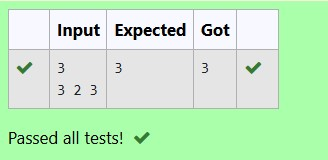 Input Expected Got
3 3 3
3 2 3
Passed all tests!